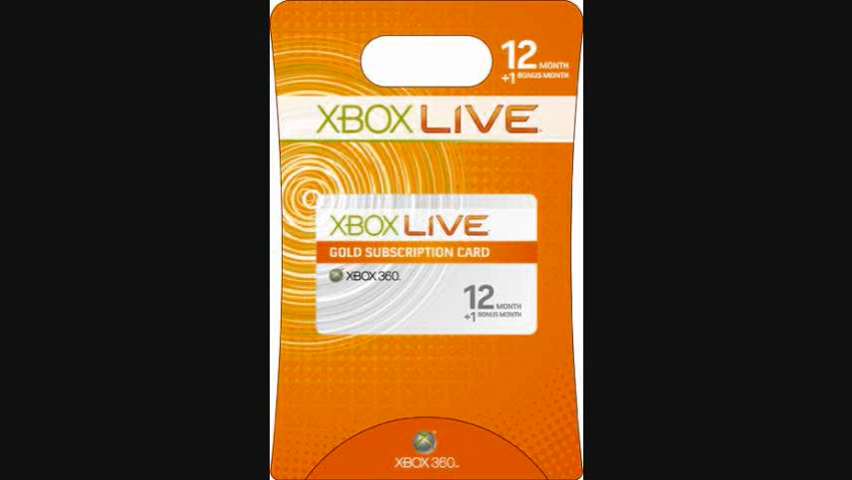 12 MONTH
+1 BONUS MONTH
XBOX LIVE
XBOX LIVE
GOLD SUBSCRIPTION CARD
XBOX 360
12 MONTH
+1 BONUS MONTH
XBOX 360